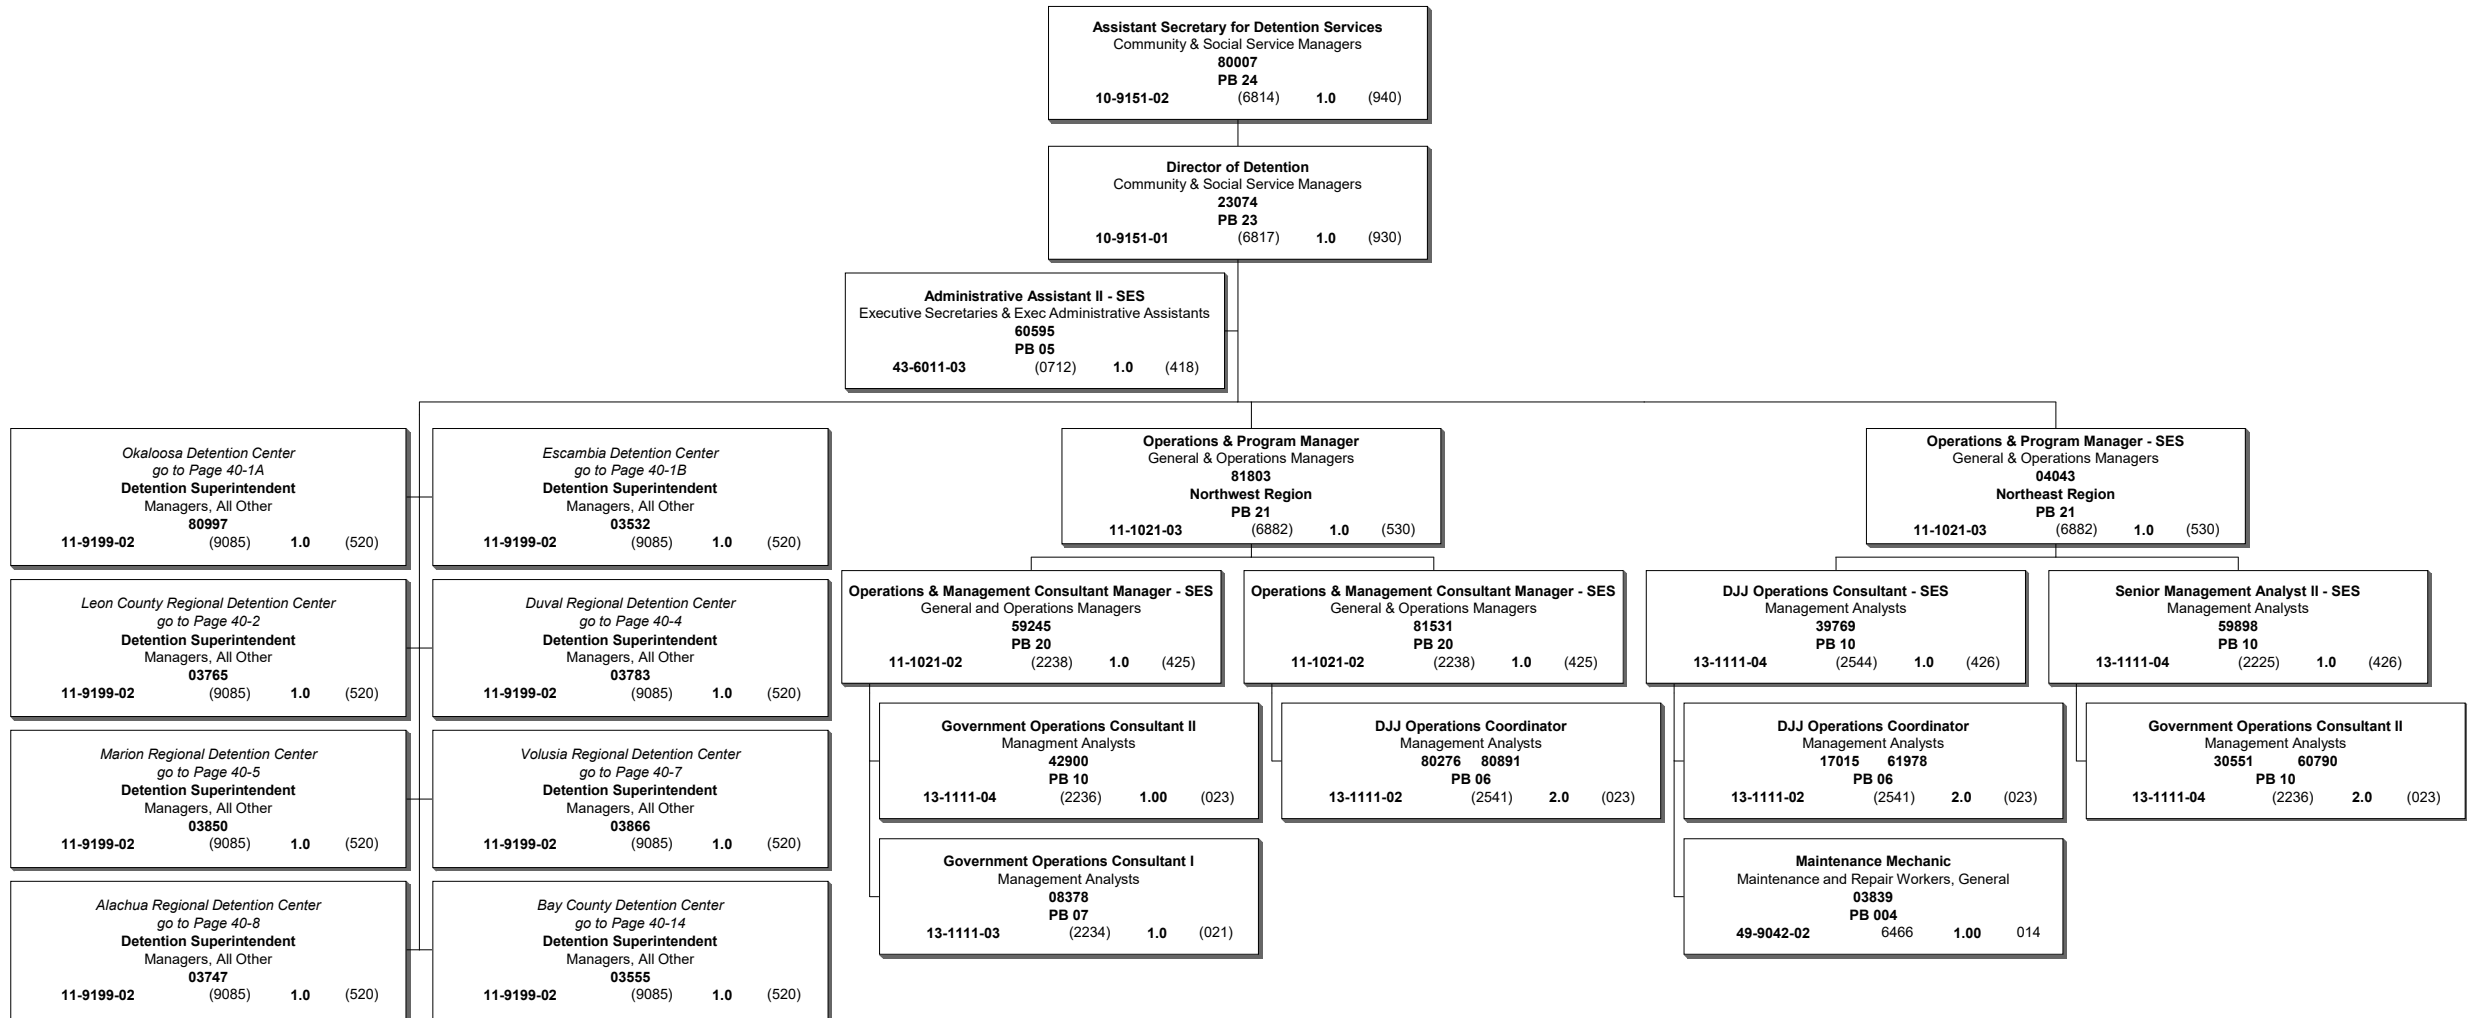 Assistant Secretary for Detention Services
Community & Social Service Managers
80007
PB 24
10-9151-02 (6814) 1.0 (940)
Director of Detention
Community & Social Service Managers
23074
PB 23
10-9151-01 (6817) 1.0 (930)
Administrative Assistant II - SES
Executive Secretaries & Exec Administrative Assistants
60595
PB 05
43-6011-03 (0712) 1.0 (418)
Okaloosa Detention Center
go to Page 40-1A
Detention Superintendent
Managers, All Other
80997
11-9199-02 (9085) 1.0 (520)
Escambia Detention Center
go to Page 40-1B
Detention Superintendent
Managers, All Other
03532
11-9199-02 (9085) 1.0 (520)
Leon County Regional Detention Center
go to Page 40-2
Detention Superintendent
Managers, All Other
03765
11-9199-02 (9085) 1.0 (520)
Duval Regional Detention Center
go to Page 40-4
Detention Superintendent
Managers, All Other
03783
11-9199-02 (9085) 1.0 (520)
Marion Regional Detention Center
go to Page 40-5
Detention Superintendent
Managers, All Other
03850
11-9199-02 (9085) 1.0 (520)
Volusia Regional Detention Center
go to Page 40-7
Detention Superintendent
Managers, All Other
03866
11-9199-02 (9085) 1.0 (520)
Alachua Regional Detention Center
go to Page 40-8
Detention Superintendent
Managers, All Other
03747
11-9199-02 (9085) 1.0 (520)
Bay County Detention Center
go to Page 40-14
Detention Superintendent
Managers, All Other
03555
11-9199-02 (9085) 1.0 (520)
Operations & Program Manager
General & Operations Managers
81803
Northwest Region
PB 21
11-1021-03 (6882) 1.0 (530)
Operations & Management Consultant Manager - SES
General and Operations Managers
59245
PB 20
11-1021-02 (2238) 1.0 (425)
Government Operations Consultant II
Managment Analysts
42900
PB 10
13-1111-04 (2236) 1.00 (023)
Government Operations Consultant I
Management Analysts
08378
PB 07
13-1111-03 (2234) 1.0 (021)
Operations & Management Consultant Manager - SES
General & Operations Managers
81531
PB 20
11-1021-02 (2238) 1.0 (425)
DJJ Operations Coordinator
Management Analysts
80276 80891
PB 06
13-1111-02 (2541) 2.0 (023)
Operations & Program Manager - SES
General & Operations Managers
04043
Northeast Region
PB 21
11-1021-03 (6882) 1.0 (530)
DJJ Operations Consultant - SES
Management Analysts
39769
PB 10
13-1111-04 (2544) 1.0 (426)
DJJ Operations Coordinator
Management Analysts
17015 61978
PB 06
13-1111-02 (2541) 2.0 (023)
Maintenance Mechanic
Maintenance and Repair Workers, General
03839
PB 004
49-9042-02 6466 1.00 014
Senior Management Analyst II - SES
Management Analysts
59898
PB 10
13-1111-04 (2225) 1.0 (426)
Government Operations Consultant II
Management Analysts
30551 60790
PB 10
13-1111-04 (2236) 2.0 (023)